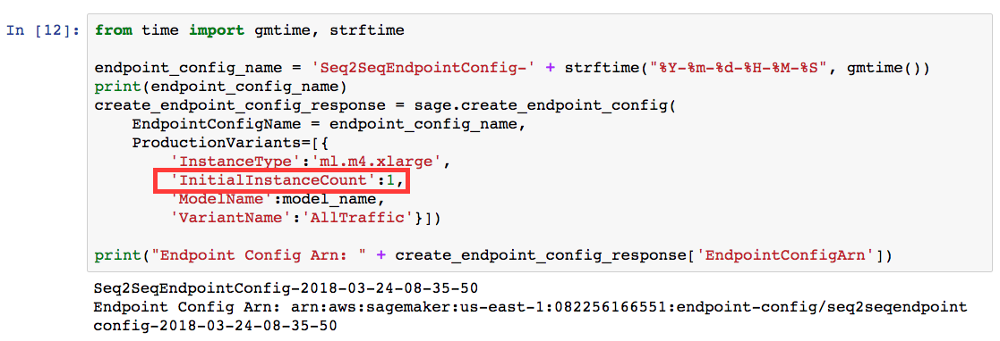 In [12]: from time import gmtime, strftime
endpoint_config_name = 'Seq2SeqEndpointConfig-' + strftime("%Y-%m-%d-%H-%M-%S", gmtime())
print(endpoint_config_name)
create_endpoint_config_response = sage.create_endpoint_config(
    EndpointConfigName = endpoint_config_name,
    ProductionVariants=[{
        'InstanceType':'ml.m4.xlarge',
        'InitialInstanceCount':1,
        'ModelName':model_name,
        'VariantName':'AllTraffic'}])
print("Endpoint Config Arn: " + create_endpoint_config_response['EndpointConfigArn'])
Seq2SeqEndpointConfig-2018-03-24-08-35-50
Endpoint Config Arn: arn:aws:sagemaker:us-east-1:082256166551:endpoint-config/seq2seqendpoint
config-2018-03-24-08-35-50